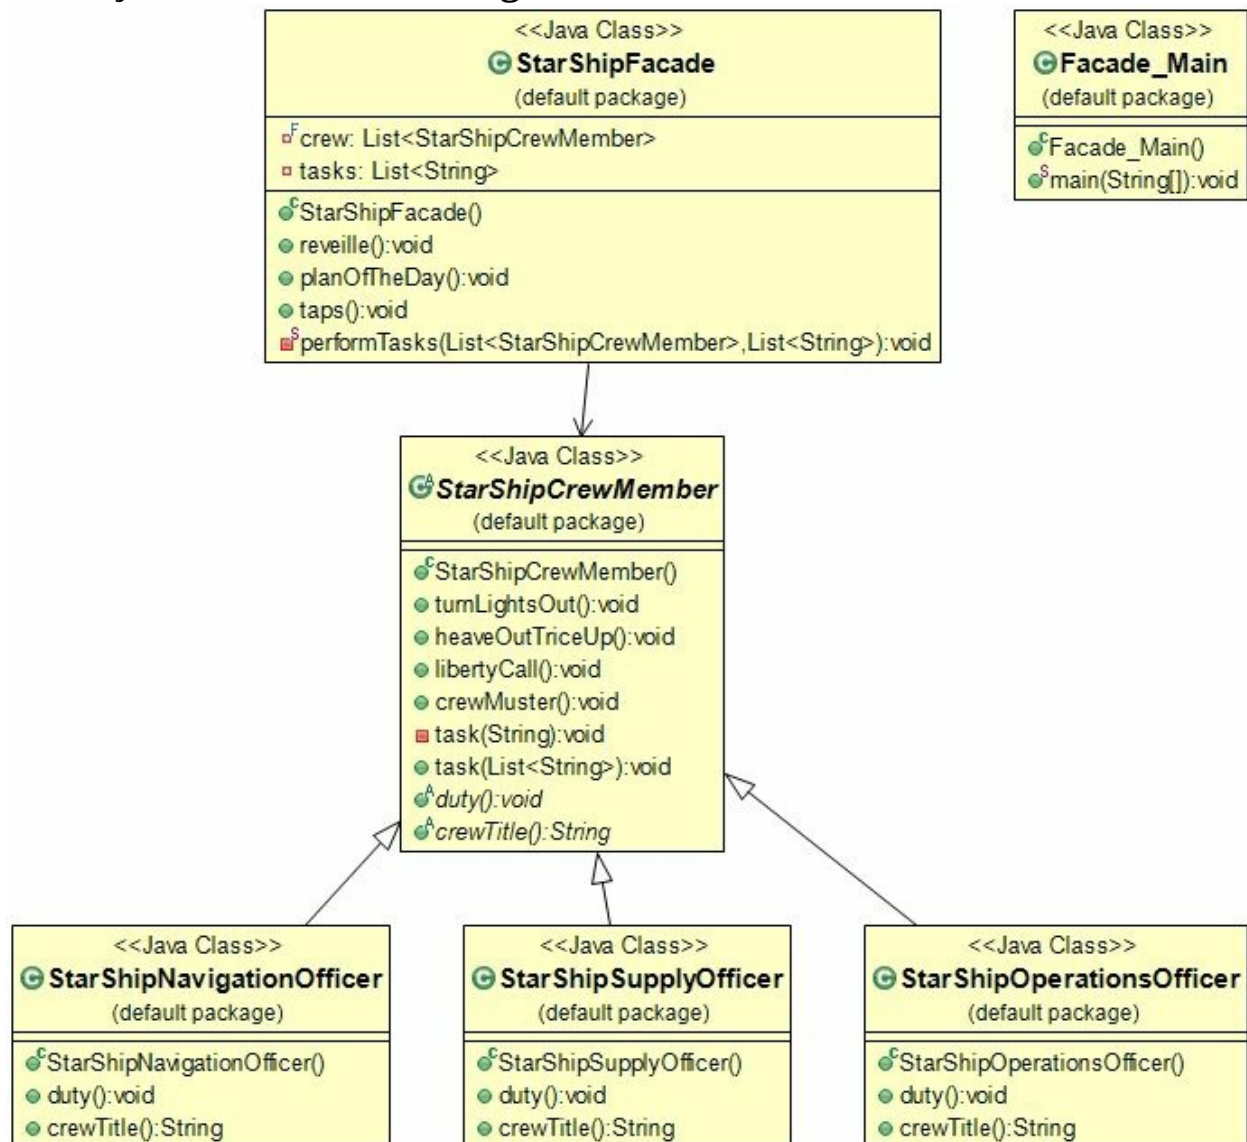 <<Java Class>>
StarShipFacade
(default package)
crew: List<StarShipCrewMember>
tasks: List<String>
StarShipFacade()
reveille():void
planOfTheDay():void
taps():void
performTasks(List<StarShipCrewMember>,List<String>):void
<<Java Class>>
Facade_Main
(default package)
Facade_Main()
main(String[]):void
<<Java Class>>
StarShipCrewMember
(default package)
StarShipCrewMember()
turnLightsOut():void
heaveOutTriceUp():void
libertyCall():void
crewMuster():void
task(String):void
task(List<String>):void
duty():void
crewTitle():String
<<Java Class>>
StarShipNavigationOfficer
(default package)
StarShipNavigationOfficer()
duty():void
crewTitle():String
<<Java Class>>
StarShipSupplyOfficer
(default package)
StarShipSupplyOfficer()
duty():void
crewTitle():String
<<Java Class>>
StarShipOperationsOfficer
(default package)
StarShipOperationsOfficer()
duty():void
crewTitle():String